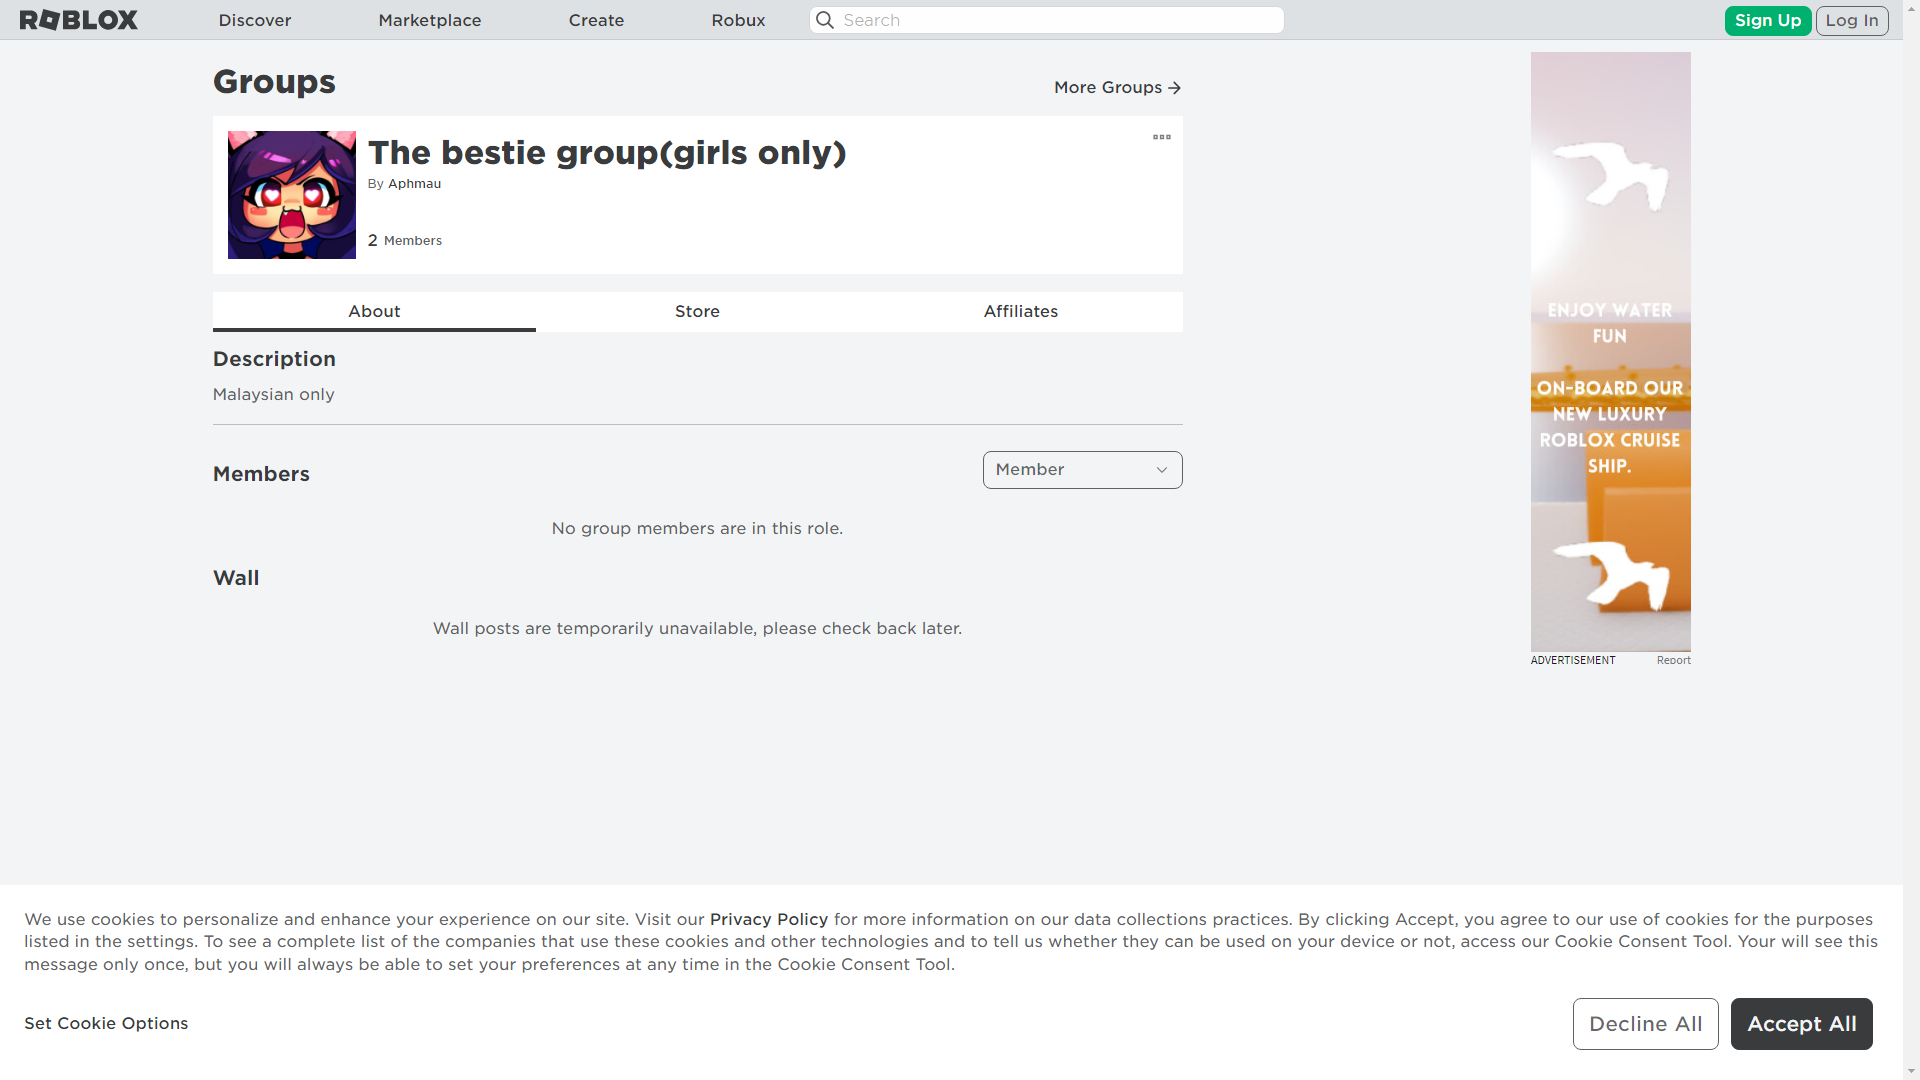 ROBLOX
Discover
Marketplace
Create
Robux
Search
Sign Up
Log In
Groups
More Groups
The bestie group(girls only)
By Aphmau
2 Members
About
Store
Affiliates
Description
Malaysian only
Members
Member
No group members are in this role.
Wall
Wall posts are temporarily unavailable, please check back later.
ENJOY WATER
FUN
ON-BOARD OUR
NEW LUXURY
ROBLOX CRUISE
SHIP.
ADVERTISEMENT
Report
We use cookies to personalize and enhance your experience on our site. Visit our Privacy Policy for more information on our data collections practices. By clicking Accept, you agree to our use of cookies for the purposes
listed in the settings. To see a complete list of the companies that use these cookies and other technologies and to tell us whether they can be used on your device or not, access our Cookie Consent Tool. Your will see this
message only once, but you will always be able to set your preferences at any time in the Cookie Consent Tool.
Set Cookie Options
Decline All
Accept All